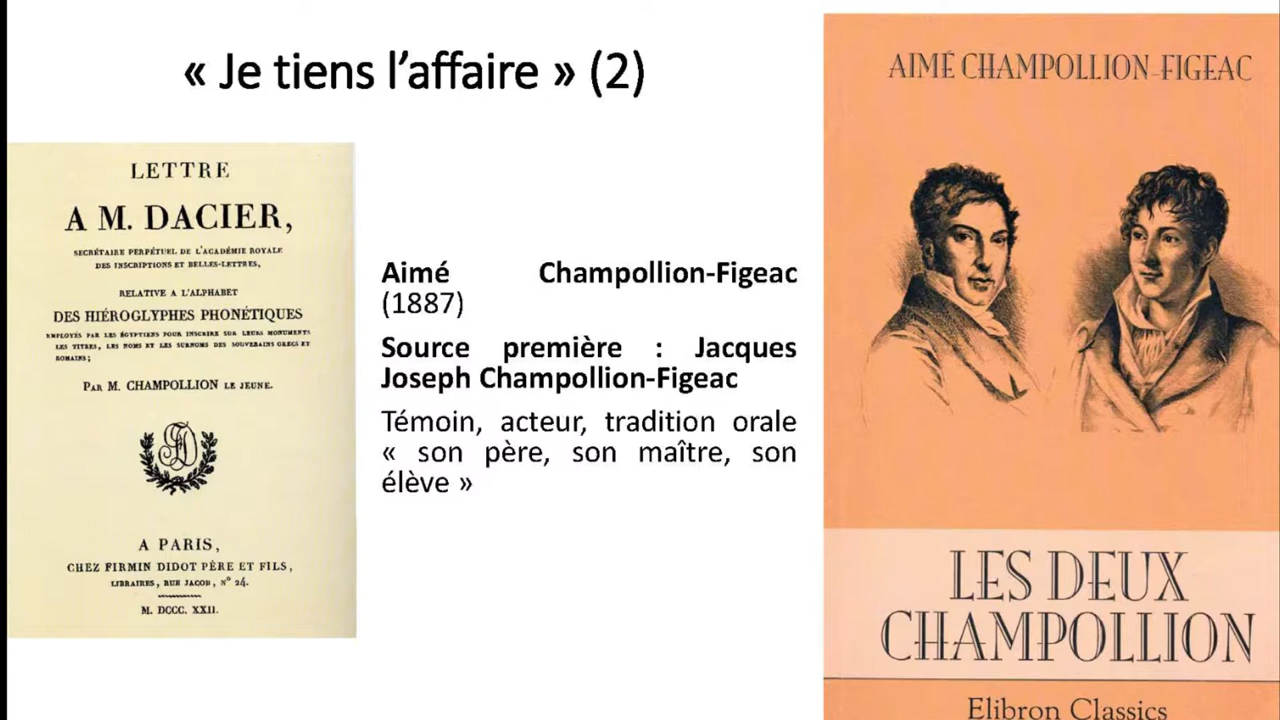 « Je tiens l’affaire » (2)
LETTRE
A M. DACIER,
SECRÉTAIRE PERPÉTUEL DE L'ACADÉMIE ROYALE
DES INSCRIPTIONS ET BELLES-LETTRES,
RELATIVE A L'ALPHABET
DES HIÉROGLYPHES PHONÉTIQUES
EMPLOYÉS PAR LES ÉGYPTIENS POUR INSCRIRE SUR LEURS MONUMENTS
LES TITRES, LES NOMS ET LES SURNOMS DES SOUVERAINS GRECS ET
ROMAINS;
PAR M. CHAMPOLLION LE JEUNE.
A PARIS,
CHEZ FIRMIN DIDOT PÈRE ET FILS,
LIBRAIRES, RUE JACOB, N° 24.
M. DCCC. XXII.
Aimé Champollion-Figeac
(1887)
Source première : Jacques
Joseph Champollion-Figeac
Témoin, acteur, tradition orale
« son père, son maître, son
élève »
AIMÉ CHAMPOLLION-FIGEAC
LES DEUX
CHAMPOLLION
Elibron Classics